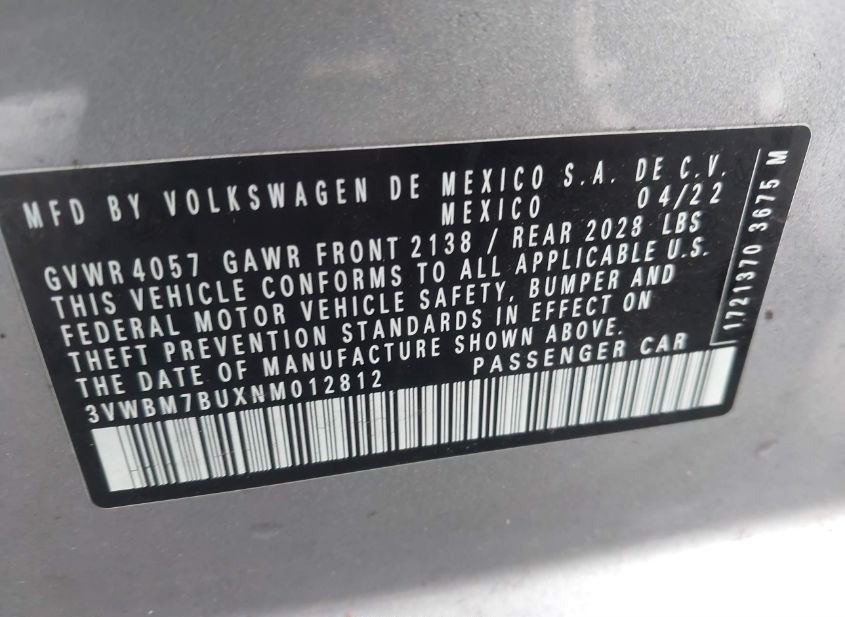 MFD BY VOLKSWAGEN DE MEXICO S.A. DE C.V.
MEXICO 04/22
GVWR 4057 GAWR FRONT 2138 / REAR 2028 LBS
THIS VEHICLE CONFORMS TO ALL APPLICABLE U.S.
FEDERAL MOTOR VEHICLE SAFETY, BUMPER AND
THEFT PREVENTION STANDARDS IN EFFECT ON
THE DATE OF MANUFACTURE SHOWN ABOVE.
3VWBM7BUXNM012812 PASSENGER CAR
1721370 3675 M